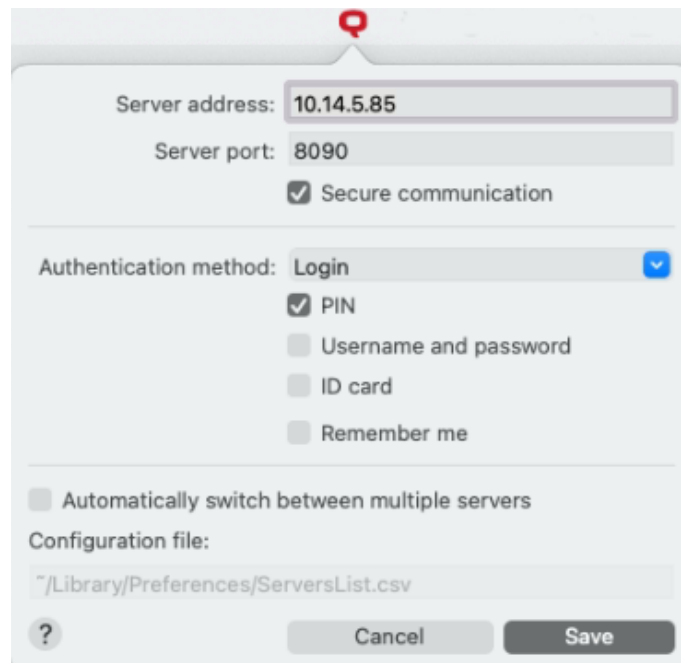 Q
Server address: 10.14.5.85
Server port: 8090
Secure communication
Authentication method: Login
PIN
Username and password
ID card
Remember me
Automatically switch between multiple servers
Configuration file:
~/Library/Preferences/ServersList.csv
? Cancel Save